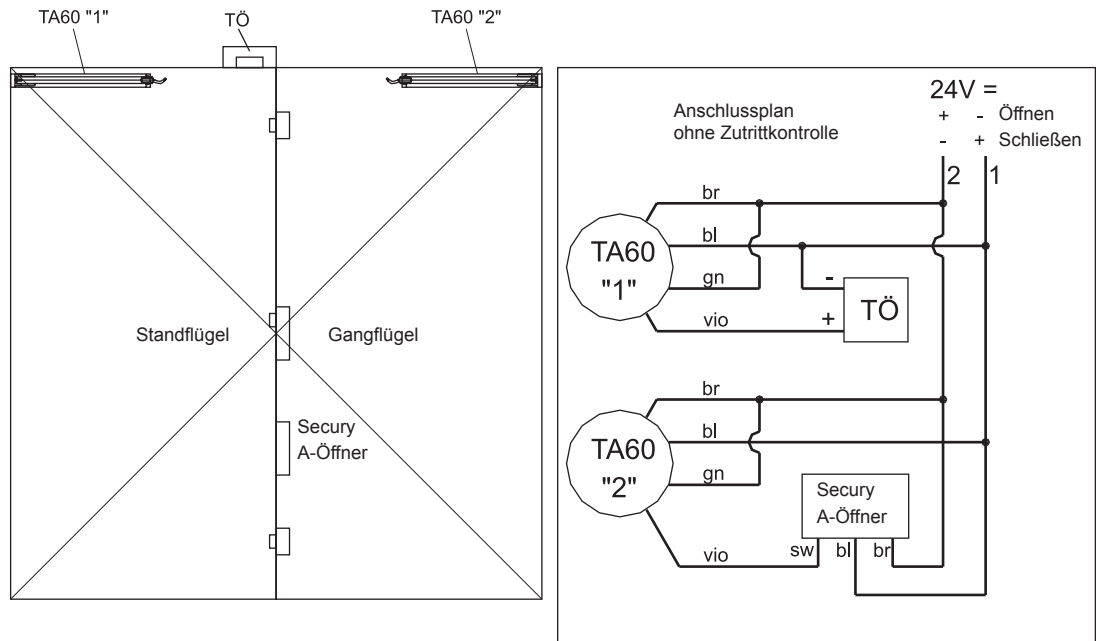 TA60 "1"
TÖ
TA60 "2"
Standflügel
Gangflügel
Secury
A-Öffner
Anschlussplan
ohne Zutrittkontrolle
24V =
+ - Öffnen
- + Schließen
2 1
br
bl
gn
vio
TA60
"1"
-
+
TÖ
br
bl
gn
vio
TA60
"2"
Secury
A-Öffner
sw bl br